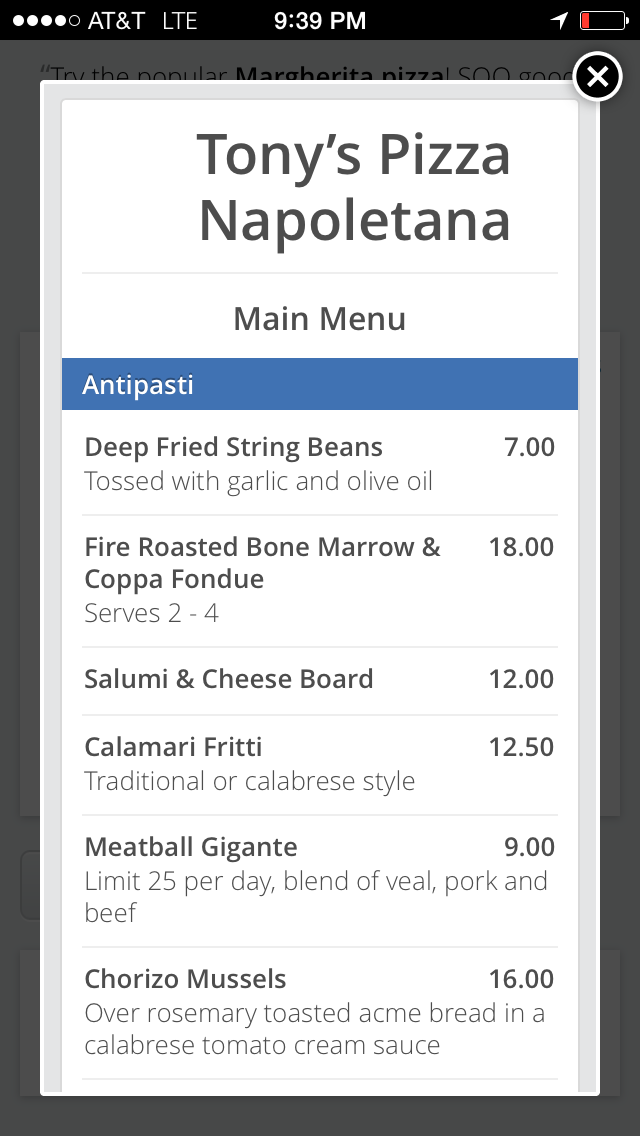 AT&T LTE 9:39 PM
"Try the popular Margherita pizza! SOO good
Tony's Pizza
Napoletana
Main Menu
Antipasti
Deep Fried String Beans 7.00
Tossed with garlic and olive oil
Fire Roasted Bone Marrow & 18.00
Coppa Fondue
Serves 2 - 4
Salumi & Cheese Board 12.00
Calamari Fritti 12.50
Traditional or calabrese style
Meatball Gigante 9.00
Limit 25 per day, blend of veal, pork and
beef
Chorizo Mussels 16.00
Over rosemary toasted acme bread in a
calabrese tomato cream sauce